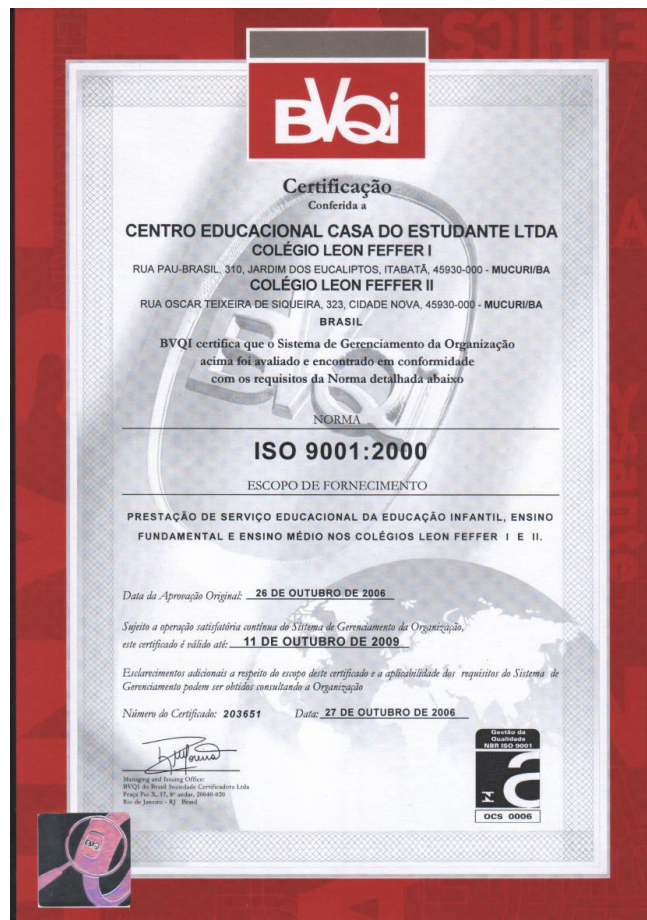 BVQi
Certificação
Conferida a
CENTRO EDUCACIONAL CASA DO ESTUDANTE LTDA
COLÉGIO LEON FEFFER I
RUA PAU-BRASIL, 310, JARDIM DOS EUCALIPTOS, ITABATÃ, 45930-000 - MUCURI/BA
COLÉGIO LEON FEFFER II
RUA OSCAR TEIXEIRA DE SIQUEIRA, 323, CIDADE NOVA, 45930-000 - MUCURI/BA
BRASIL
BVQI certifica que o Sistema de Gerenciamento da Organização
acima foi avaliado e encontrado em conformidade
com os requisitos da Norma detalhada abaixo
NORMA
ISO 9001:2000
ESCOPO DE FORNECIMENTO
PRESTAÇÃO DE SERVIÇO EDUCACIONAL DA EDUCAÇÃO INFANTIL, ENSINO
FUNDAMENTAL E ENSINO MÉDIO NOS COLÉGIOS LEON FEFFER I E II.
Data da Aprovação Original: 26 DE OUTUBRO DE 2006
Sujeito a operação satisfatória contínua do Sistema de Gerenciamento da Organização,
este certificado é válido até: 11 DE OUTUBRO DE 2009
Esclarecimentos adicionais a respeito do escopo deste certificado e a aplicabilidade dos requisitos do Sistema de
Gerenciamento podem ser obtidos consultando a Organização
Número do Certificado: 203651 Data: 27 DE OUTUBRO DE 2006
Managing and Issuing Office:
BVQI do Brasil Sociedade Certificadora Ltda
Praça Pio X, 17, 8º andar, 20040-020
Rio de Janeiro - RJ Brasil
Gestão da
Qualidade
NBR ISO 9001
OCS 0006
BVQi